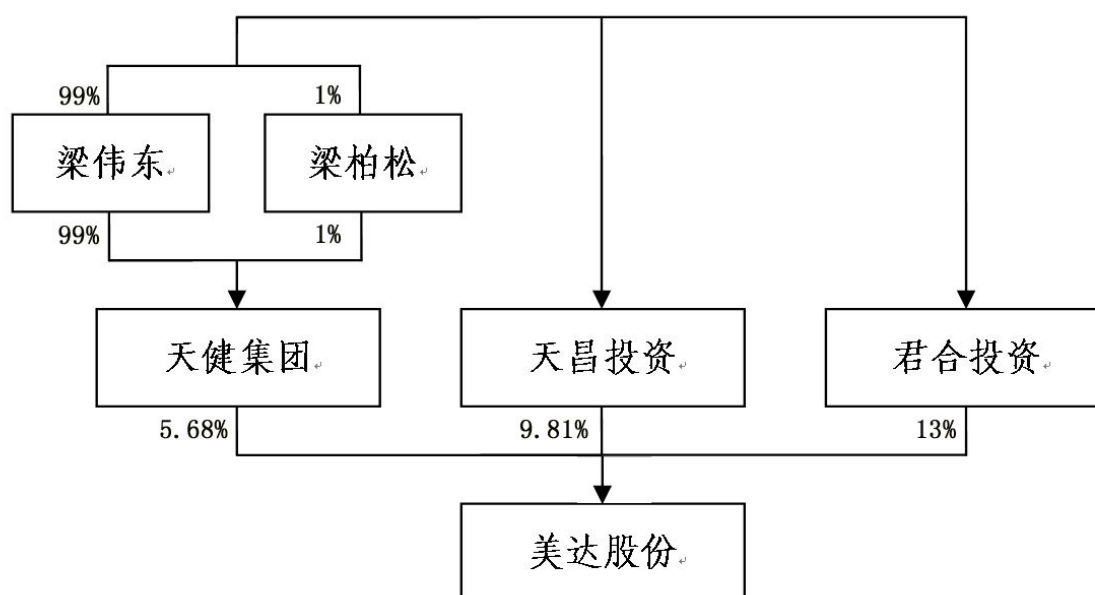 99%
1%
梁伟东
梁柏松
99%
1%
天健集团
天昌投资
君合投资
5.68%
9.81%
13%
美达股份